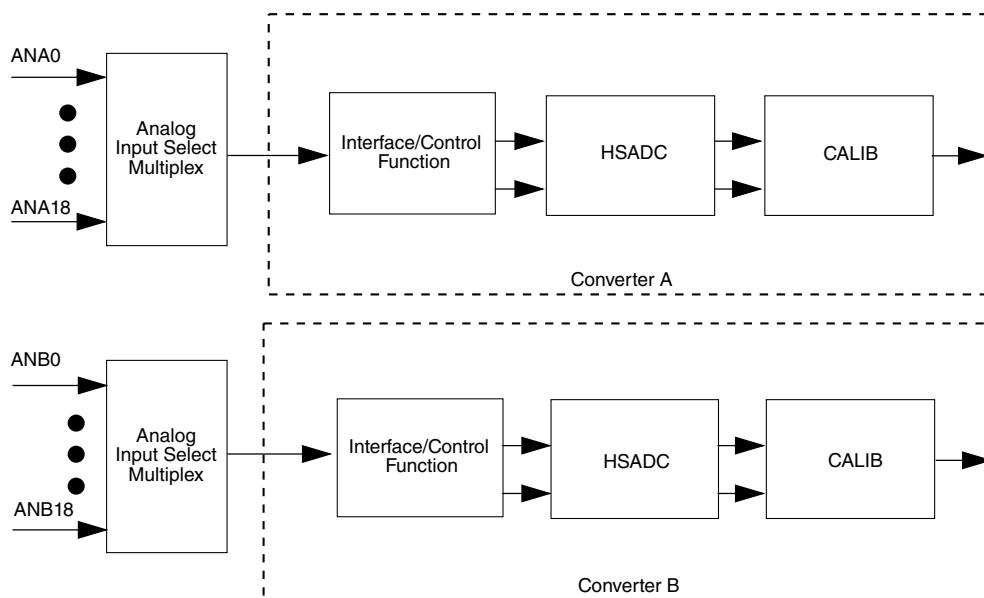 ANA0
Analog
Input Select
Multiplex
ANA18
Interface/Control
Function
HSADC
CALIB
Converter A
ANB0
Analog
Input Select
Multiplex
ANB18
Interface/Control
Function
HSADC
CALIB
Converter B